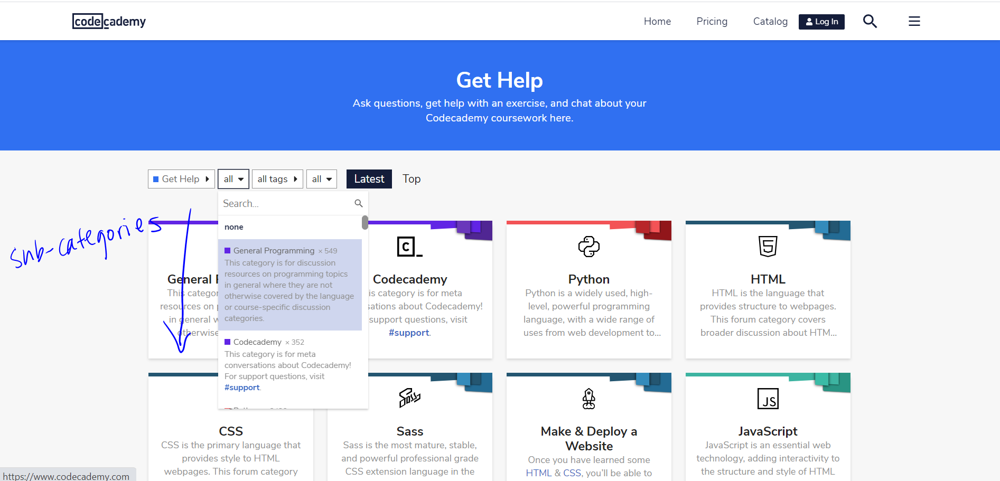 codecademy
Home Pricing Catalog Log In
Get Help
Ask questions, get help with an exercise, and chat about your
Codecademy coursework here.
Get Help all all tags all Latest Top
Search...
none
General Programming × 549
This category is for discussion
resources on programming topics
in general where they are not
otherwise covered by the language
or course-specific discussion
categories.
Codecademy × 352
This category is for meta
conversations about Codecademy!
For support questions, visit
#support.
sub-categories
General
This categor
resources on
in general w
otherwise
Codecademy
is category is for meta
sations about Codecademy!
support questions, visit
#support.
Python
Python is a widely used, high-
level, powerful programming
language, with a wide range of
uses from web development to...
HTML
HTML is the language that
provides structure to webpages.
This forum category covers
broader discussion about HTM...
CSS
CSS is the primary language that
provides style to HTML
webpages. This forum category
Sass
Sass is the most mature, stable,
and powerful professional grade
CSS extension language in the
Make & Deploy a
Website
Once you have learned some
HTML & CSS, you'll be able to
JavaScript
JavaScript is an essential web
technology, adding interactivity to
the structure and style of HTML
https://www.codecademy.com